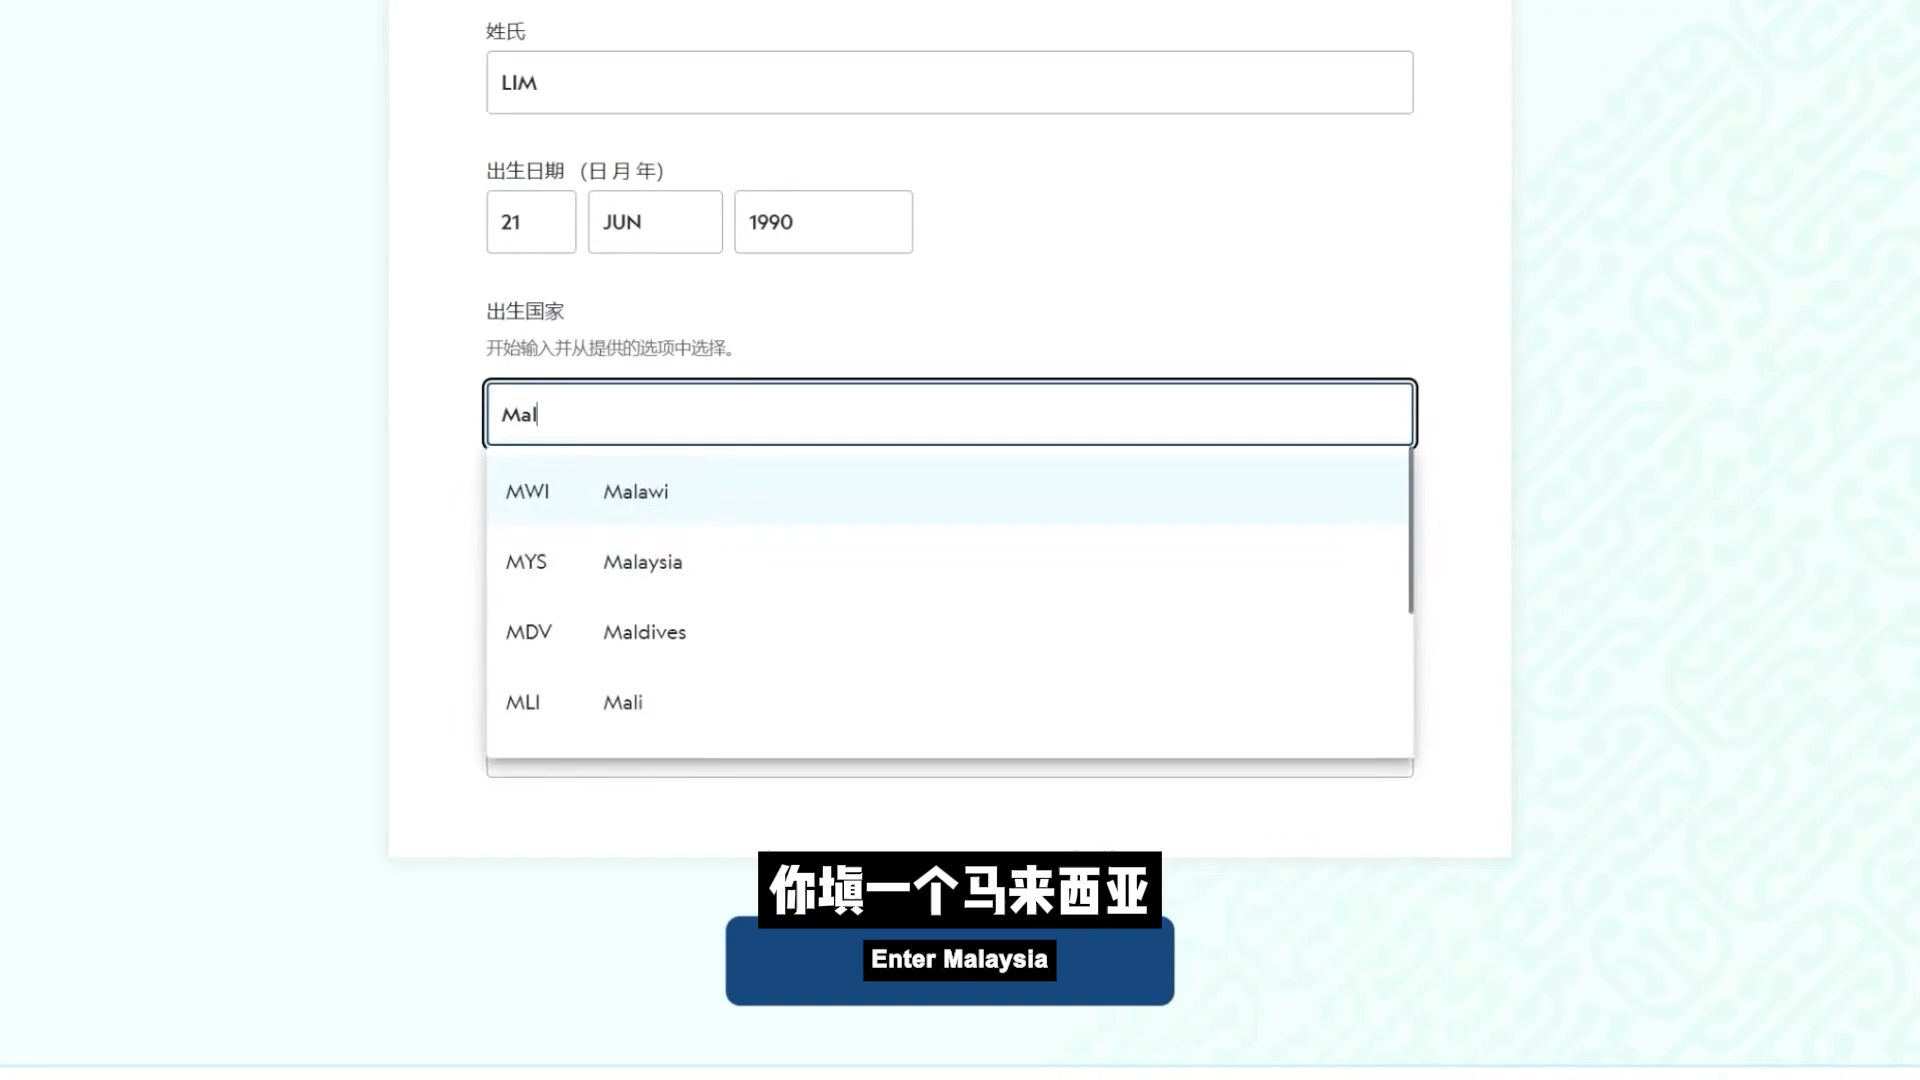 姓氏
LIM
出生日期 (日 月 年)
21 JUN 1990
出生国家
开始输入并从提供的选项中选择。
Mal
MWI Malawi
MYS Malaysia
MDV Maldives
MLI Mali
你填一个马来西亚
Enter Malaysia